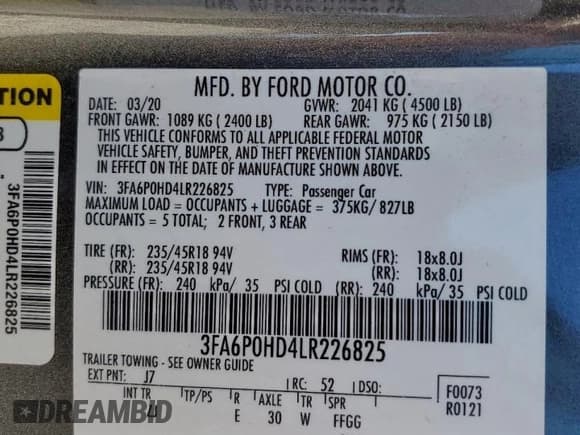 MFD. BY FORD MOTOR CO.
DATE: 03/20 GVWR: 2041 KG ( 4500 LB)
FRONT GAWR: 1089 KG ( 2400 LB) REAR GAWR: 975 KG ( 2150 LB)
THIS VEHICLE CONFORMS TO ALL APPLICABLE FEDERAL MOTOR
VEHICLE SAFETY, BUMPER, AND THEFT PREVENTION STANDARDS
IN EFFECT ON THE DATE OF MANUFACTURE SHOWN ABOVE.
VIN: 3FA6P0HD4LR226825 TYPE: Passenger Car
MAXIMUM LOAD = OCCUPANTS + LUGGAGE = 375KG/ 827LB
OCCUPANTS = 5 TOTAL; 2 FRONT, 3 REAR
TIRE (FR): 235/45R18 94V RIMS (FR): 18x8.0J
(RR): 235/45R18 94V (RR): 18x8.0J
PRESSURE (FR): 240 kPa/ 35 PSI COLD (RR): 240 kPa/ 35 PSI COLD
3FA6P0HD4LR226825
TRAILER TOWING - SEE OWNER GUIDE
EXT PNT: J7 RC: 52 DSO: F0073
INT TR TP/PS R AXLE TR SPR R0121
E 30 W FFGG
3FA6P0HD4LR226825
DREAMBID